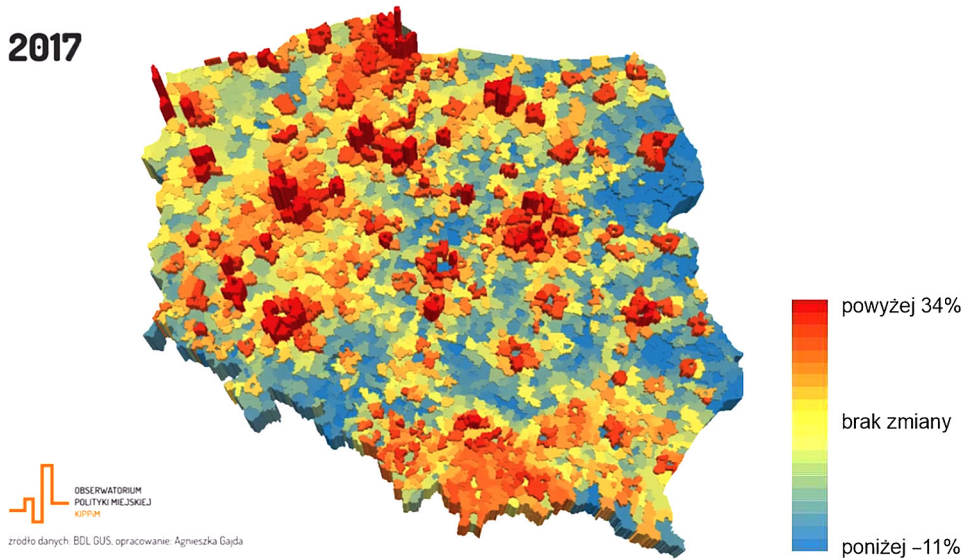 2017
powyżej 34%
brak zmiany
poniżej –11%
OBSERWATORIUM
POLITYKI MIEJSKIEJ
KIPPiM
źródło danych: BDL GUS, opracowanie: Agnieszka Gajda